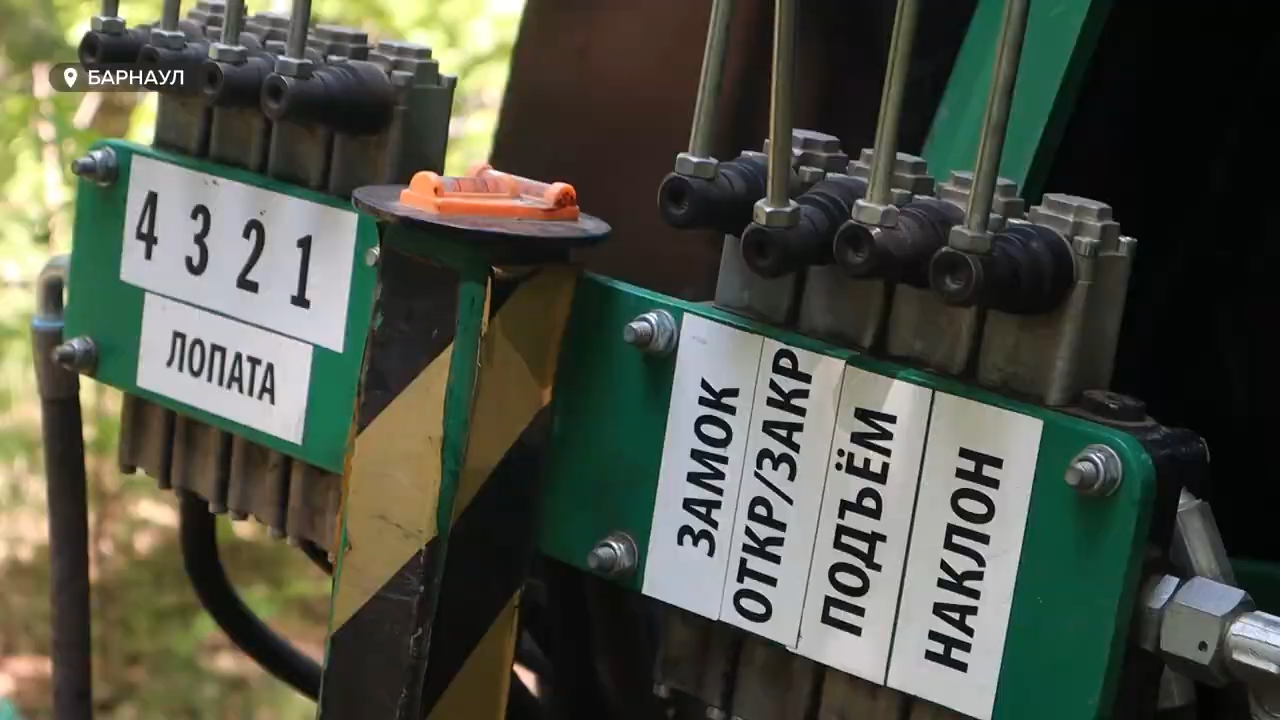 БАРНАУЛ
4 3 2 1
ЛОПАТА
ЗАМОК
ОТКР/ЗАКР
ПОДЪЁМ
НАКЛОН